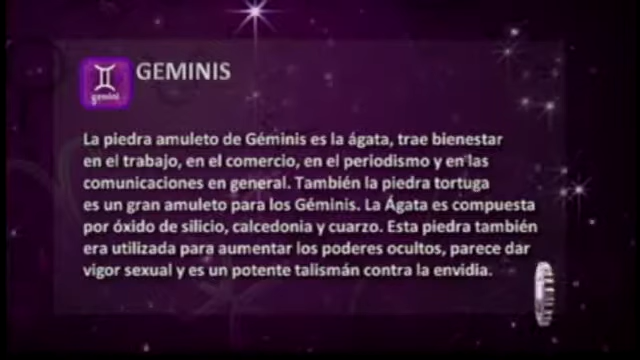 GEMINIS
gemini
La piedra amuleto de Géminis es la ágata, trae bienestar
en el trabajo, en el comercio, en el periodismo y en las
comunicaciones en general. También la piedra tortuga
es un gran amuleto para los Géminis. La Ágata es compuesta
por óxido de silicio, calcedonia y cuarzo. Esta piedra también
era utilizada para aumentar los poderes ocultos, parece dar
vigor sexual y es un potente talismán contra la envidia.